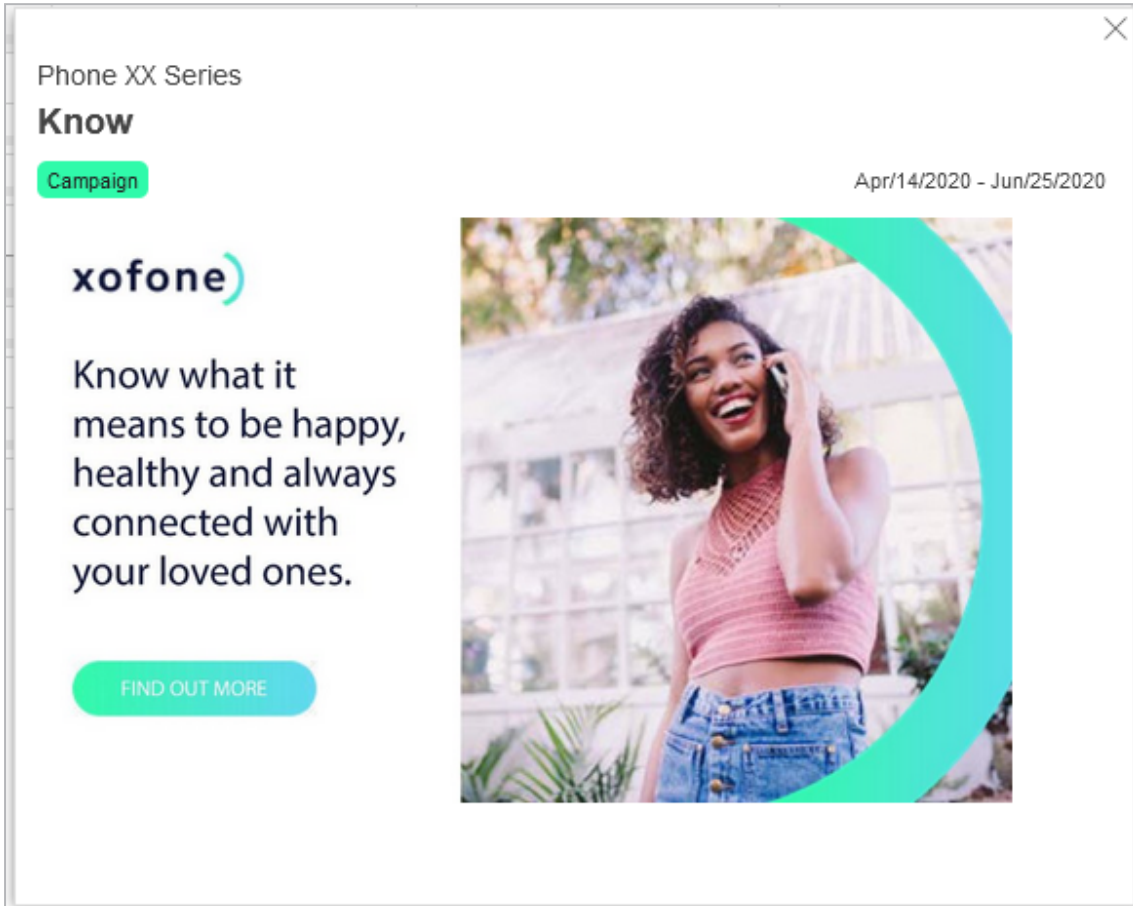 Phone XX Series
Know
Campaign
Apr/14/2020 - Jun/25/2020
xofone)
Know what it
means to be happy,
healthy and always
connected with
your loved ones.
FIND OUT MORE